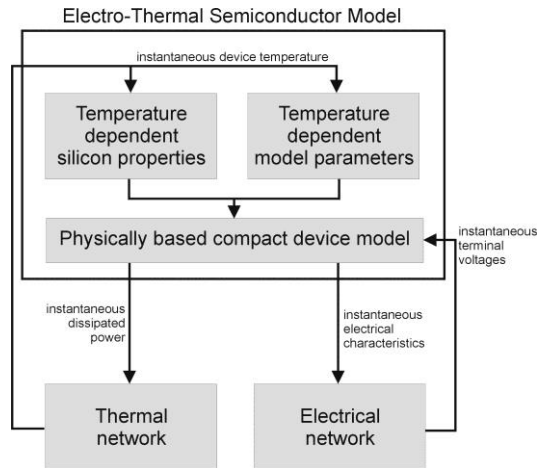 Electro-Thermal Semiconductor Model
instantaneous device temperature
Temperature
dependent
silicon properties
Temperature
dependent
model parameters
Physically based compact device model
instantaneous
terminal
voltages
instantaneous
dissipated
power
instantaneous
electrical
characteristics
Thermal
network
Electrical
network